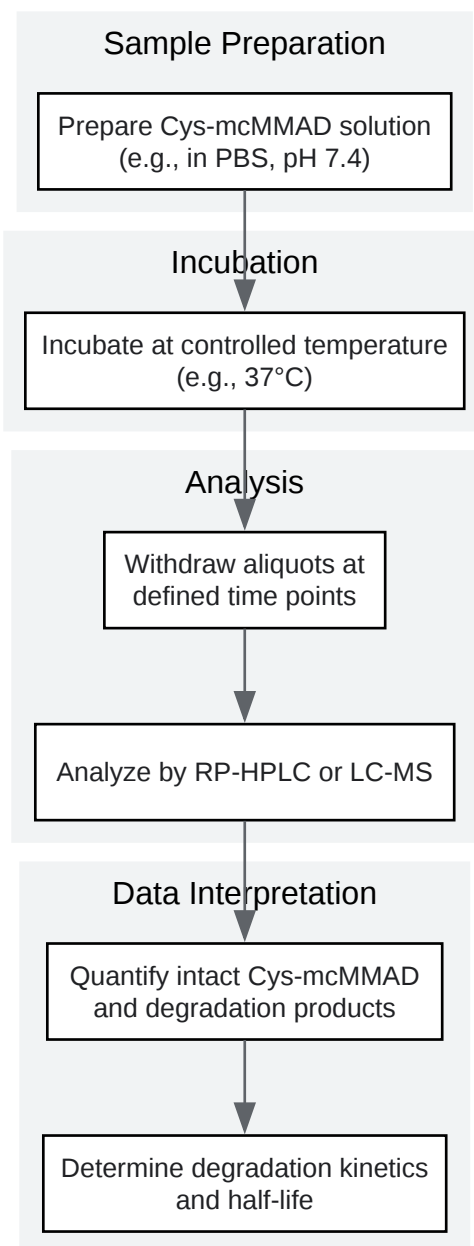 Sample Preparation
Prepare Cys-mcMMAD solution
(e.g., in PBS, pH 7.4)
Incubation
Incubate at controlled temperature
(e.g., 37°C)
Analysis
Withdraw aliquots at
defined time points
Analyze by RP-HPLC or LC-MS
Data Interpretation
Quantify intact Cys-mcMMAD
and degradation products
Determine degradation kinetics
and half-life